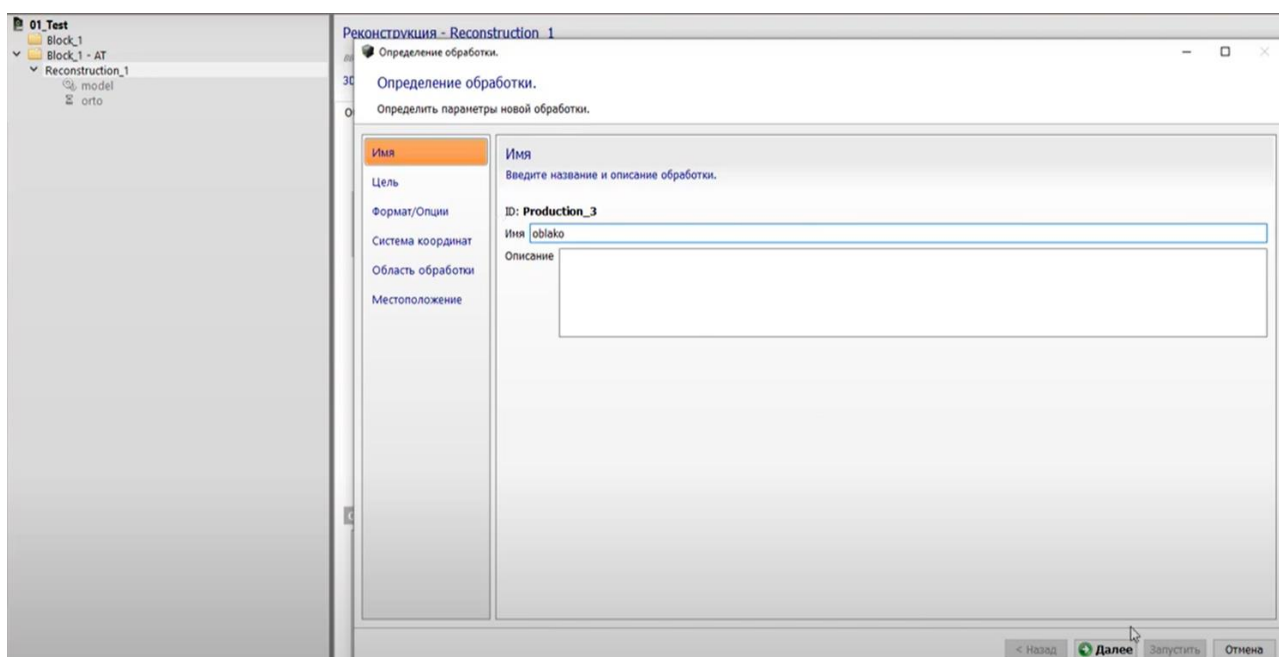 01_Test
Block_1
Block_1 - AT
Reconstruction_1
model
orto
Реконструкция - Reconstruction_1
Определение обработки.
3D
Определение обработки.
Определить параметры новой обработки.
Имя
Цель
Формат/Опции
Система координат
Область обработки
Местоположение
Имя
Введите название и описание обработки.
ID: Production_3
Имя oblako
Описание
< Назад
Далее
Запустить
Отмена